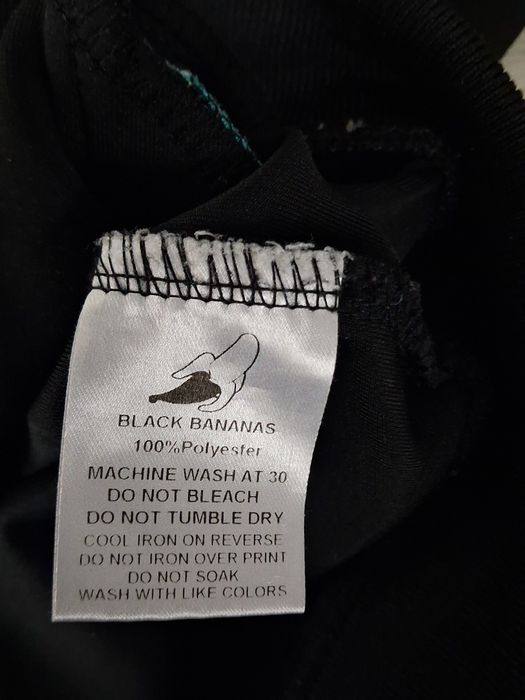 BLACK BANANAS
100%Polyester
MACHINE WASH AT 30
DO NOT BLEACH
DO NOT TUMBLE DRY
COOL IRON ON REVERSE
DO NOT IRON OVER PRINT
DO NOT SOAK
WASH WITH LIKE COLORS